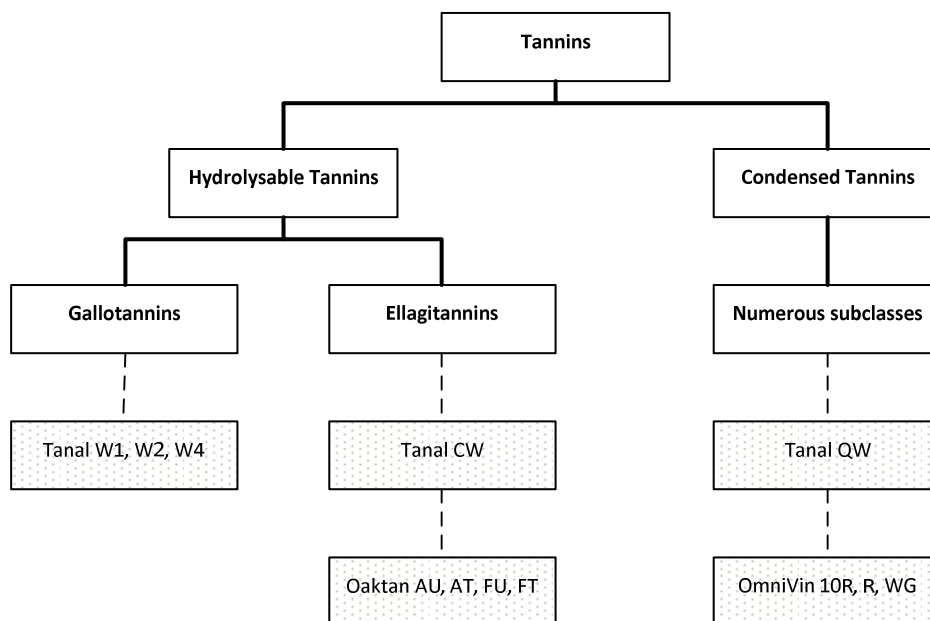 Tannins
Hydrolysable Tannins
Condensed Tannins
Gallotannins
Ellagitannins
Numerous subclasses
Tanal W1, W2, W4
Tanal CW
Tanal QW
Oaktan AU, AT, FU, FT
OmniVin 10R, R, WG